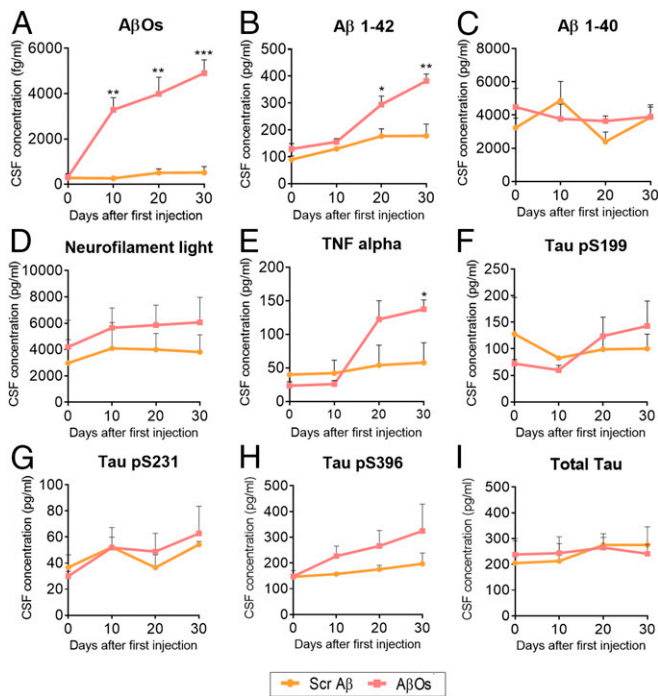 A AβOs
CSF concentration (fg/ml)
6000
4000
2000
0
** ** ***
0 10 20 30
Days after first injection
B Aβ 1-42
CSF concentration (pg/ml)
500
400
300
200
100
0
* **
0 10 20 30
Days after first injection
C Aβ 1-40
CSF concentration (pg/ml)
8000
6000
4000
2000
0
0 10 20 30
Days after first injection
D Neurofilament light
CSF concentration (pg/ml)
10000
8000
6000
4000
2000
0
0 10 20 30
Days after first injection
E TNF alpha
CSF concentration (pg/ml)
200
150
100
50
0
*
0 10 20 30
Days after first injection
F Tau pS199
CSF concentration (pg/ml)
250
200
150
100
50
0
0 10 20 30
Days after first injection
G Tau pS231
CSF concentration (pg/ml)
100
80
60
40
20
0
0 10 20 30
Days after first injection
H Tau pS396
CSF concentration (pg/ml)
500
400
300
200
100
0
0 10 20 30
Days after first injection
I Total Tau
CSF concentration (pg/ml)
500
400
300
200
100
0
0 10 20 30
Days after first injection
Scr Aβ AβOs